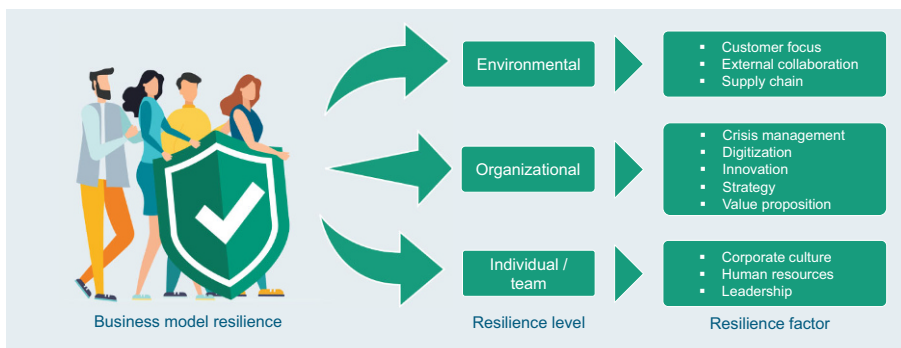 Environmental
▪ Customer focus
▪ External collaboration
▪ Supply chain
Organizational
▪ Crisis management
▪ Digitization
▪ Innovation
▪ Strategy
▪ Value proposition
Individual /
team
▪ Corporate culture
▪ Human resources
▪ Leadership
Business model resilience
Resilience level
Resilience factor